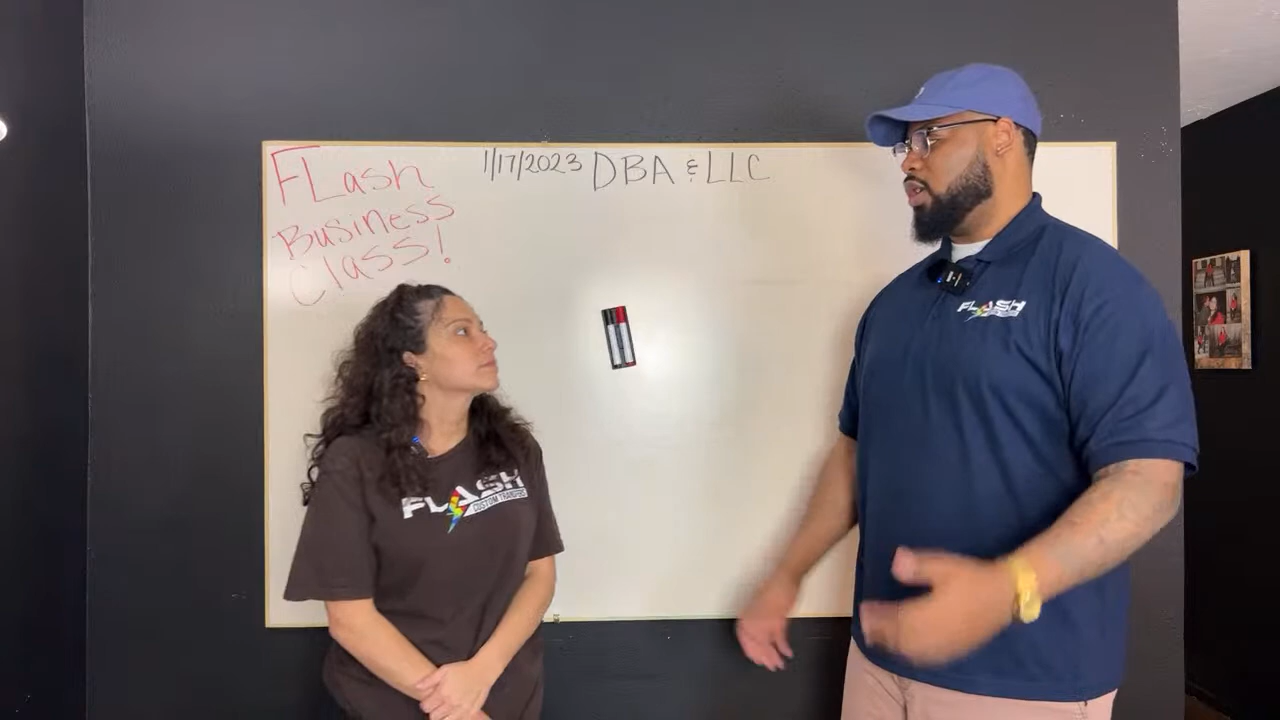 FLash
Business
Class!
1/17/2023 DBA & LLC
FLASH
CUSTOM TRANSFERS
FLASH